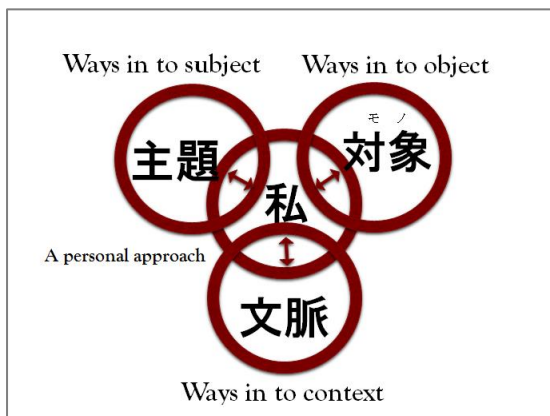 Ways in to subject
Ways in to object
モノ
主題
対象
私
A personal approach
文脈
Ways in to context